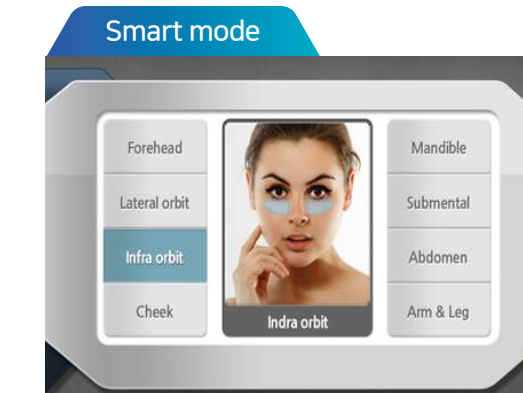 Smart mode
Forehead
Lateral orbit
Infra orbit
Cheek
Indra orbit
Mandible
Submental
Abdomen
Arm & Leg